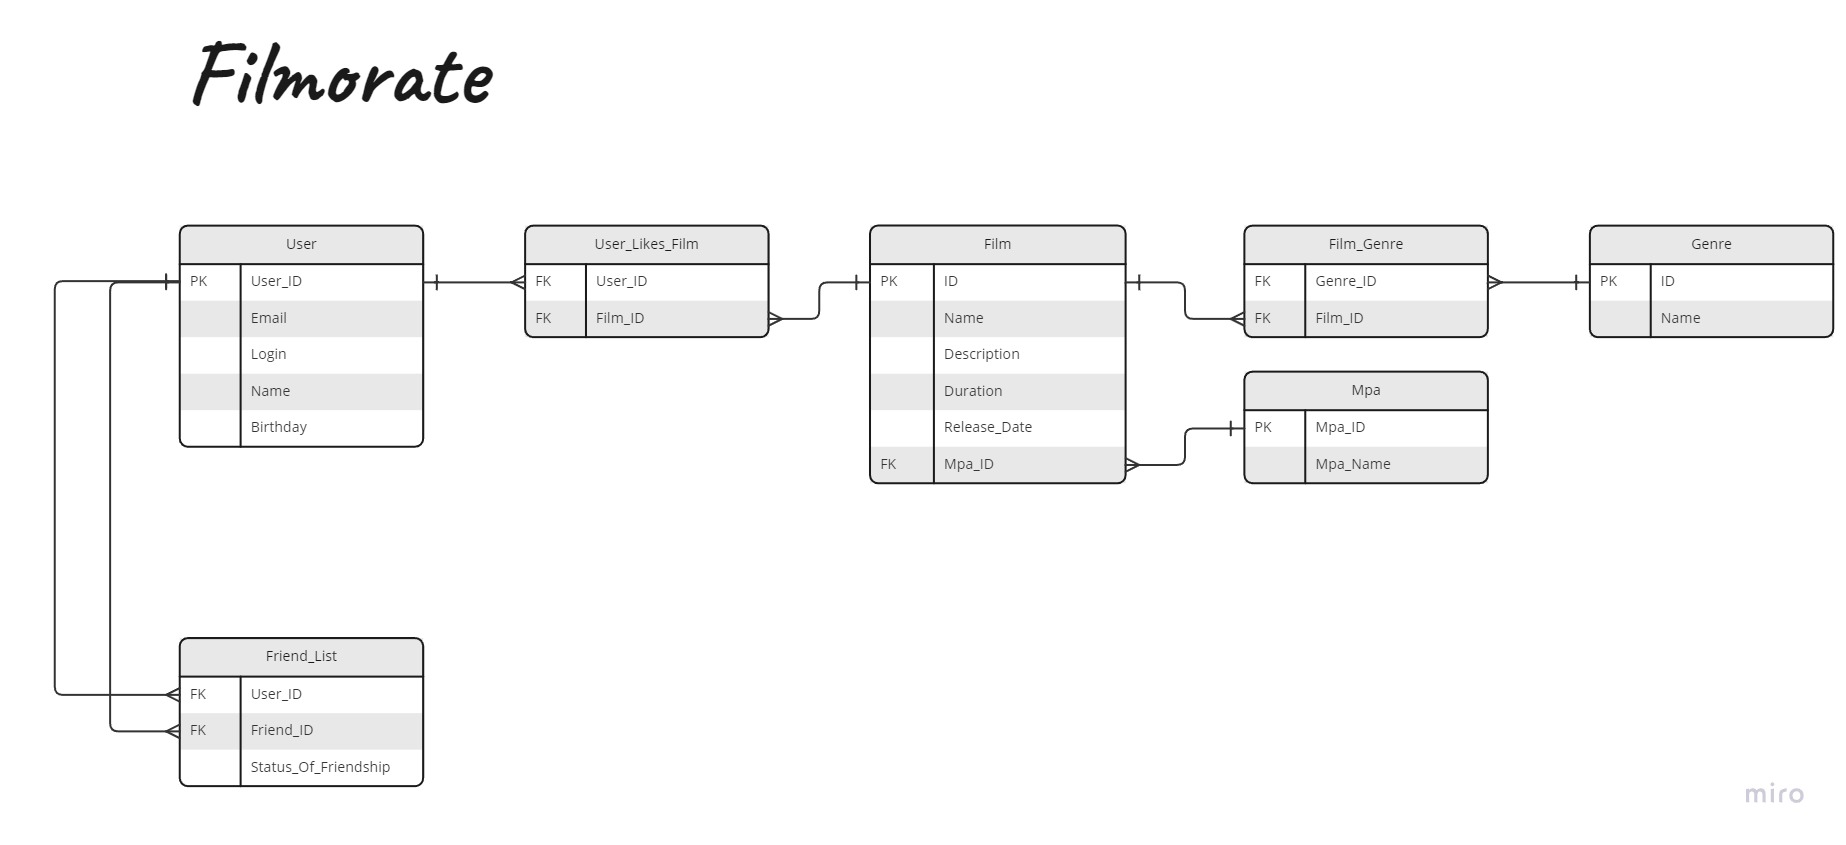 Filmorate
User
PK User_ID
Email
Login
Name
Birthday
User_Likes_Film
FK User_ID
FK Film_ID
Film
PK ID
Name
Description
Duration
Release_Date
FK Mpa_ID
Film_Genre
FK Genre_ID
FK Film_ID
Genre
PK ID
Name
Mpa
PK Mpa_ID
Mpa_Name
Friend_List
FK User_ID
FK Friend_ID
Status_Of_Friendship
miro